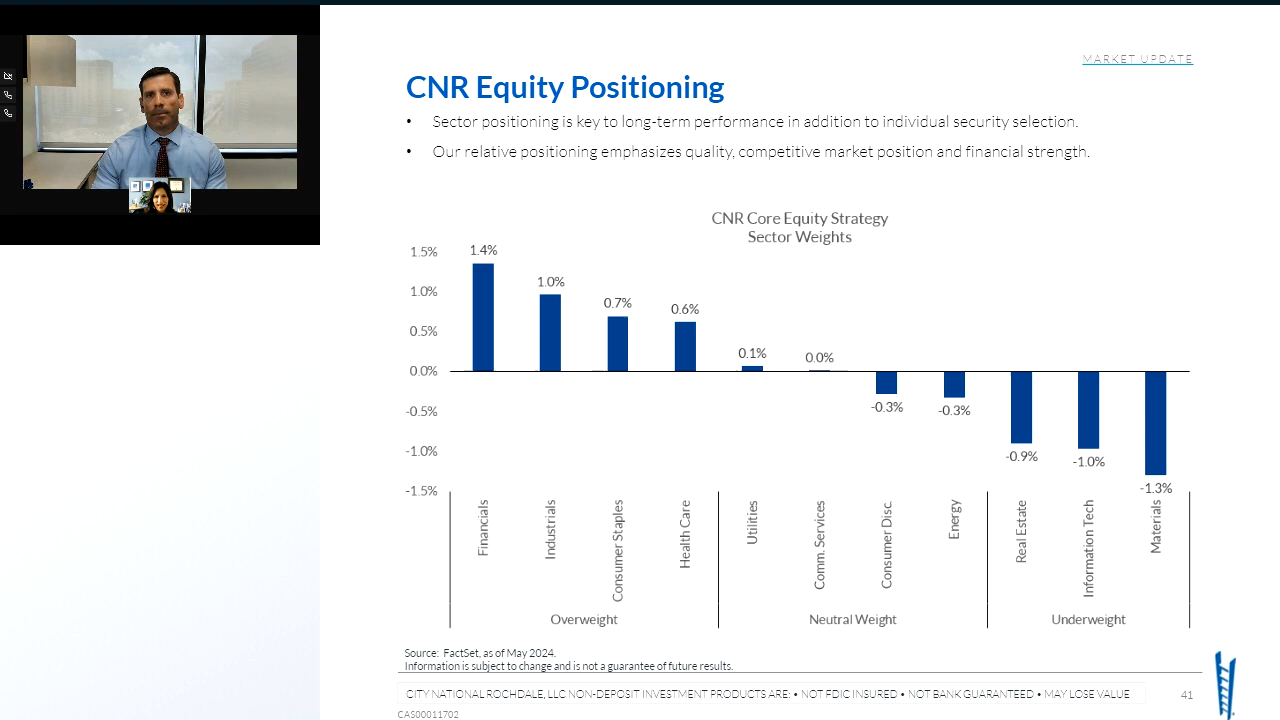 MARKET UPDATE
CNR Equity Positioning
• Sector positioning is key to long-term performance in addition to individual security selection.
• Our relative positioning emphasizes quality, competitive market position and financial strength.
CNR Core Equity Strategy
Sector Weights
1.5%
1.0%
0.5%
0.0%
-0.5%
-1.0%
-1.5%
1.4%
1.0%
0.7%
0.6%
0.1%
0.0%
-0.3%
-0.3%
-0.9%
-1.0%
-1.3%
Financials
Industrials
Consumer Staples
Health Care
Utilities
Comm. Services
Consumer Disc.
Energy
Real Estate
Information Tech
Materials
Overweight
Neutral Weight
Underweight
Source: FactSet, as of May 2024.
Information is subject to change and is not a guarantee of future results.
CITY NATIONAL ROCHDALE, LLC NON-DEPOSIT INVESTMENT PRODUCTS ARE: • NOT FDIC INSURED • NOT BANK GUARANTEED • MAY LOSE VALUE
41
CAS00011702